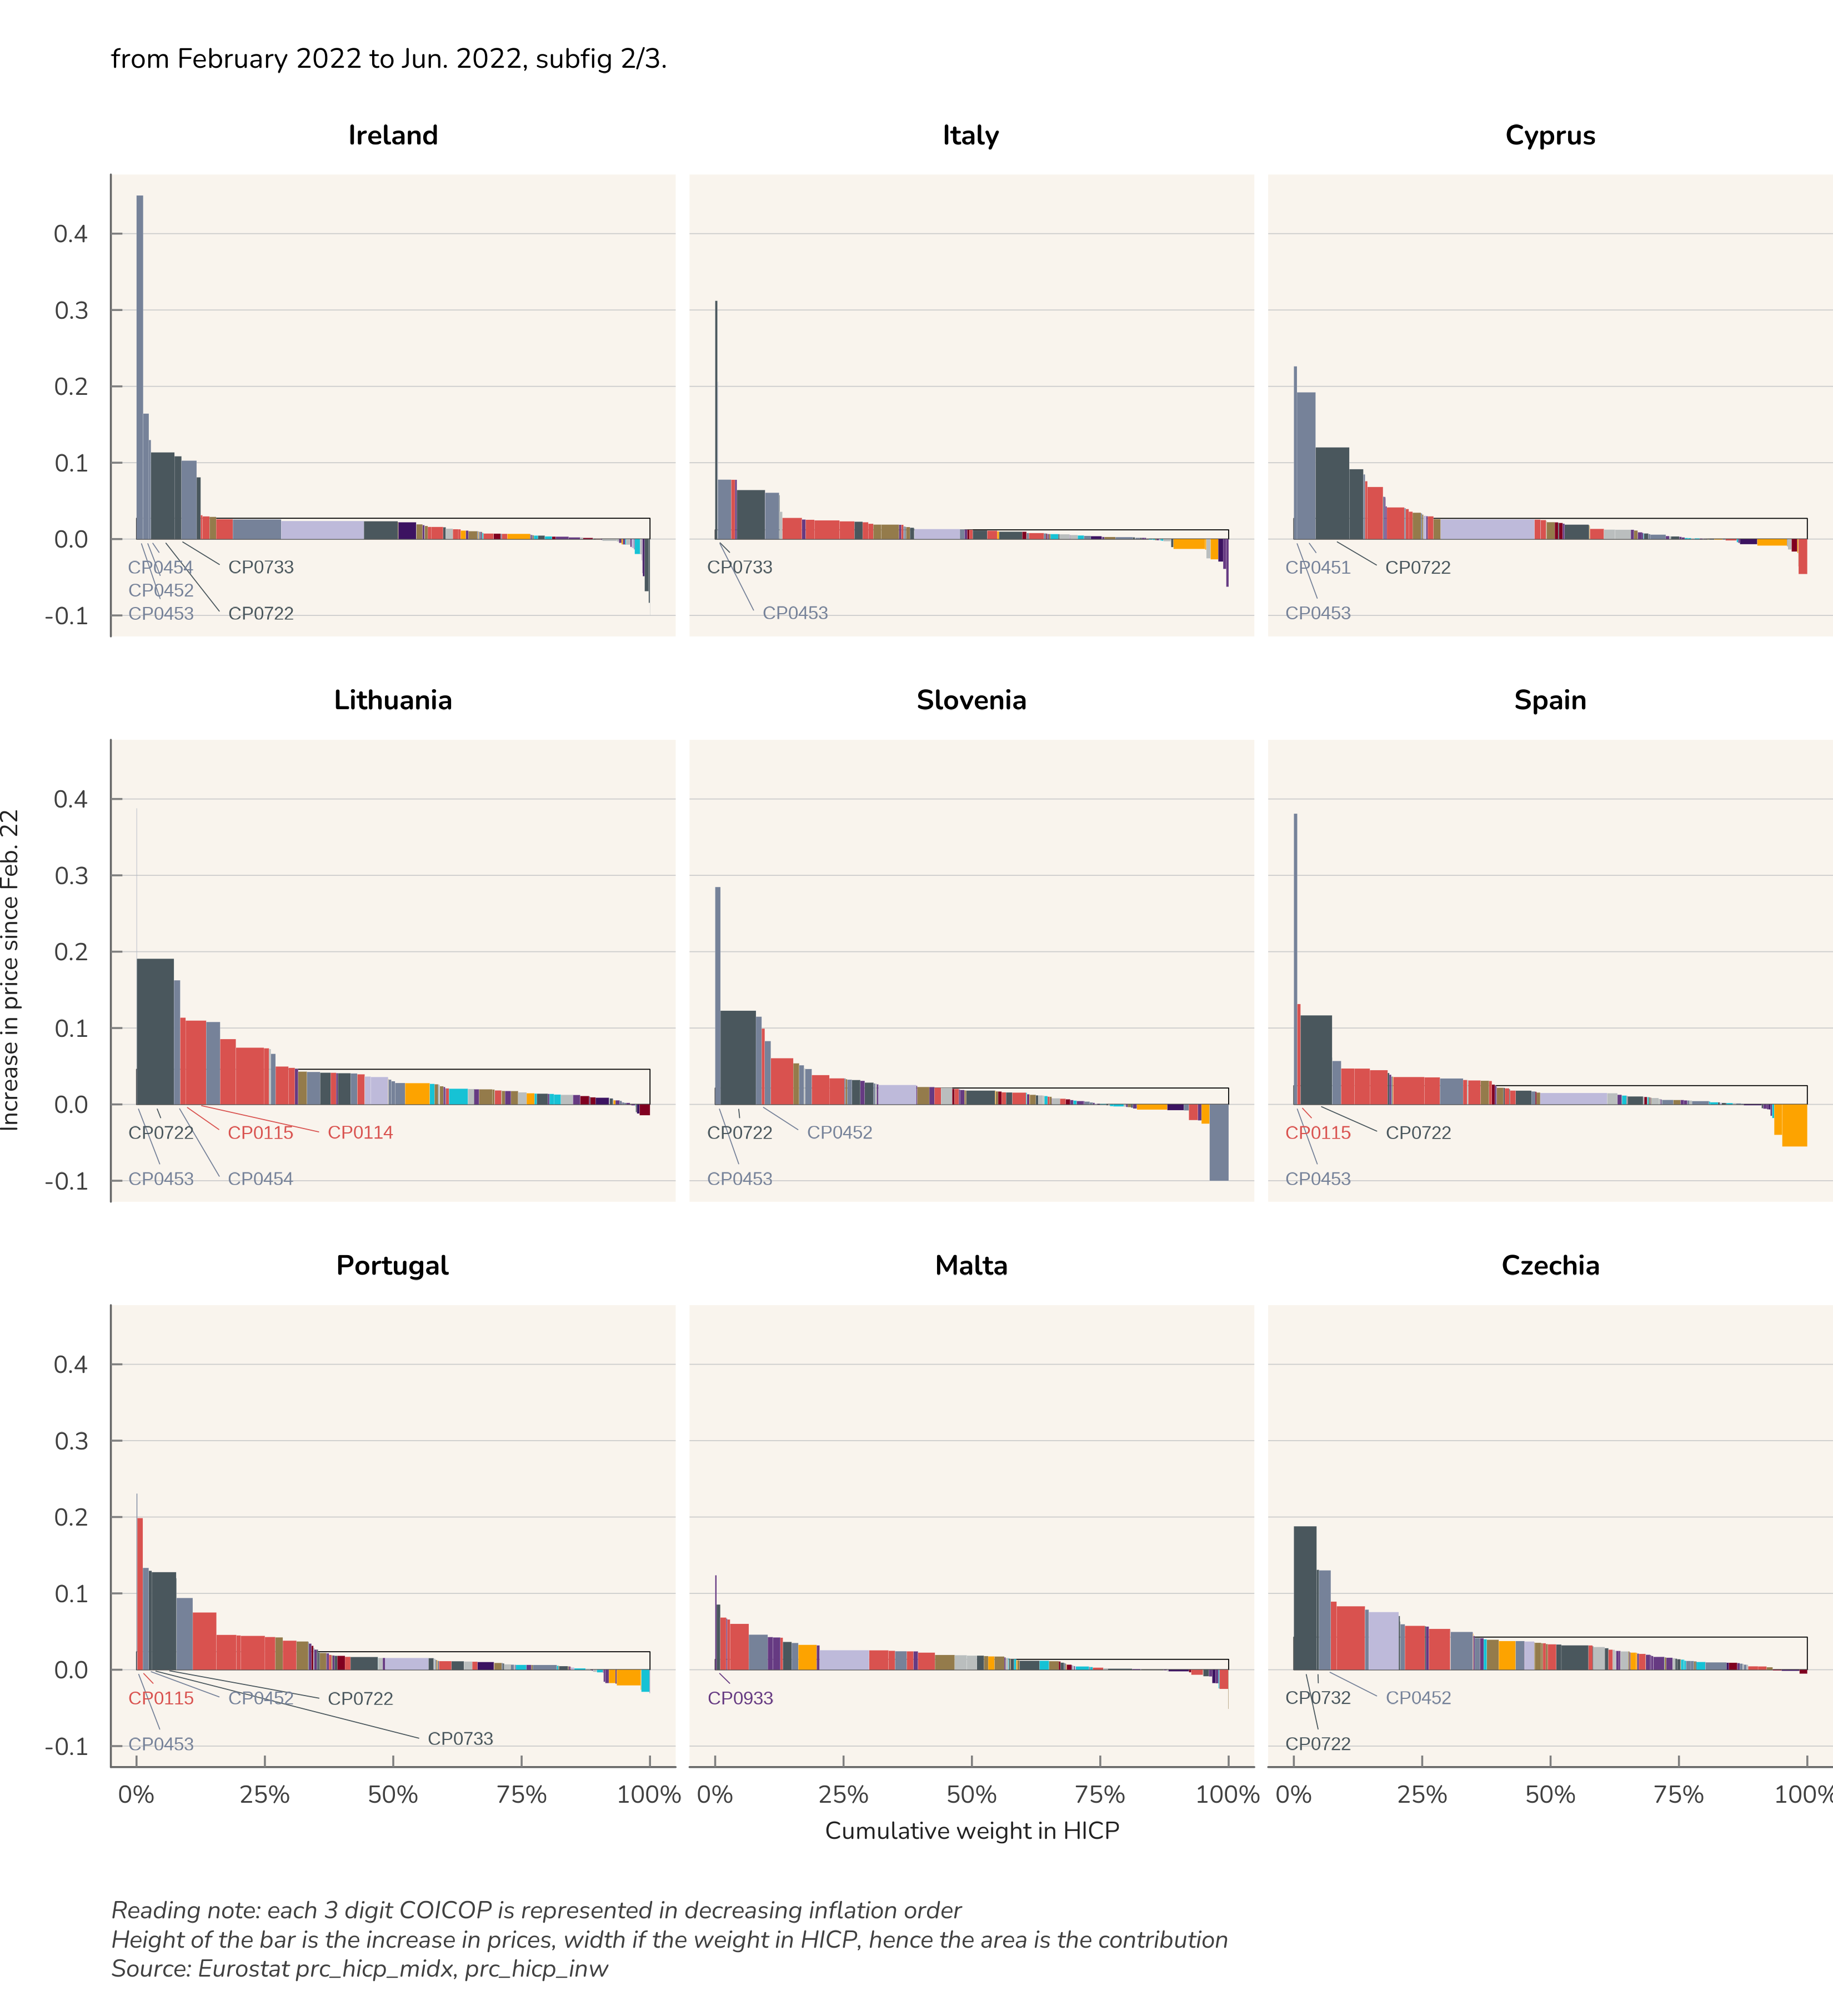 from February 2022 to Jun. 2022, subfig 2/3.
Ireland
Italy
Cyprus
0.4
0.3
0.2
0.1
0.0
-0.1
CP0454
CP0733
CP0452
CP0453
CP0722
CP0733
CP0453
CP0451
CP0722
CP0453
Lithuania
Slovenia
Spain
0.4
0.3
0.2
0.1
0.0
-0.1
CP0722
CP0115
CP0114
CP0453
CP0454
CP0722
CP0452
CP0453
CP0115
CP0722
CP0453
Increase in price since Feb. 22
Portugal
Malta
Czechia
0.4
0.3
0.2
0.1
0.0
-0.1
CP0115
CP0452
CP0722
CP0453
CP0733
CP0933
CP0732
CP0452
CP0722
0%
25%
50%
75%
100%
0%
25%
50%
75%
100%
0%
25%
50%
75%
100%
Cumulative weight in HICP
Reading note: each 3 digit COICOP is represented in decreasing inflation order
Height of the bar is the increase in prices, width if the weight in HICP, hence the area is the contribution
Source: Eurostat prc_hicp_midx, prc_hicp_inw